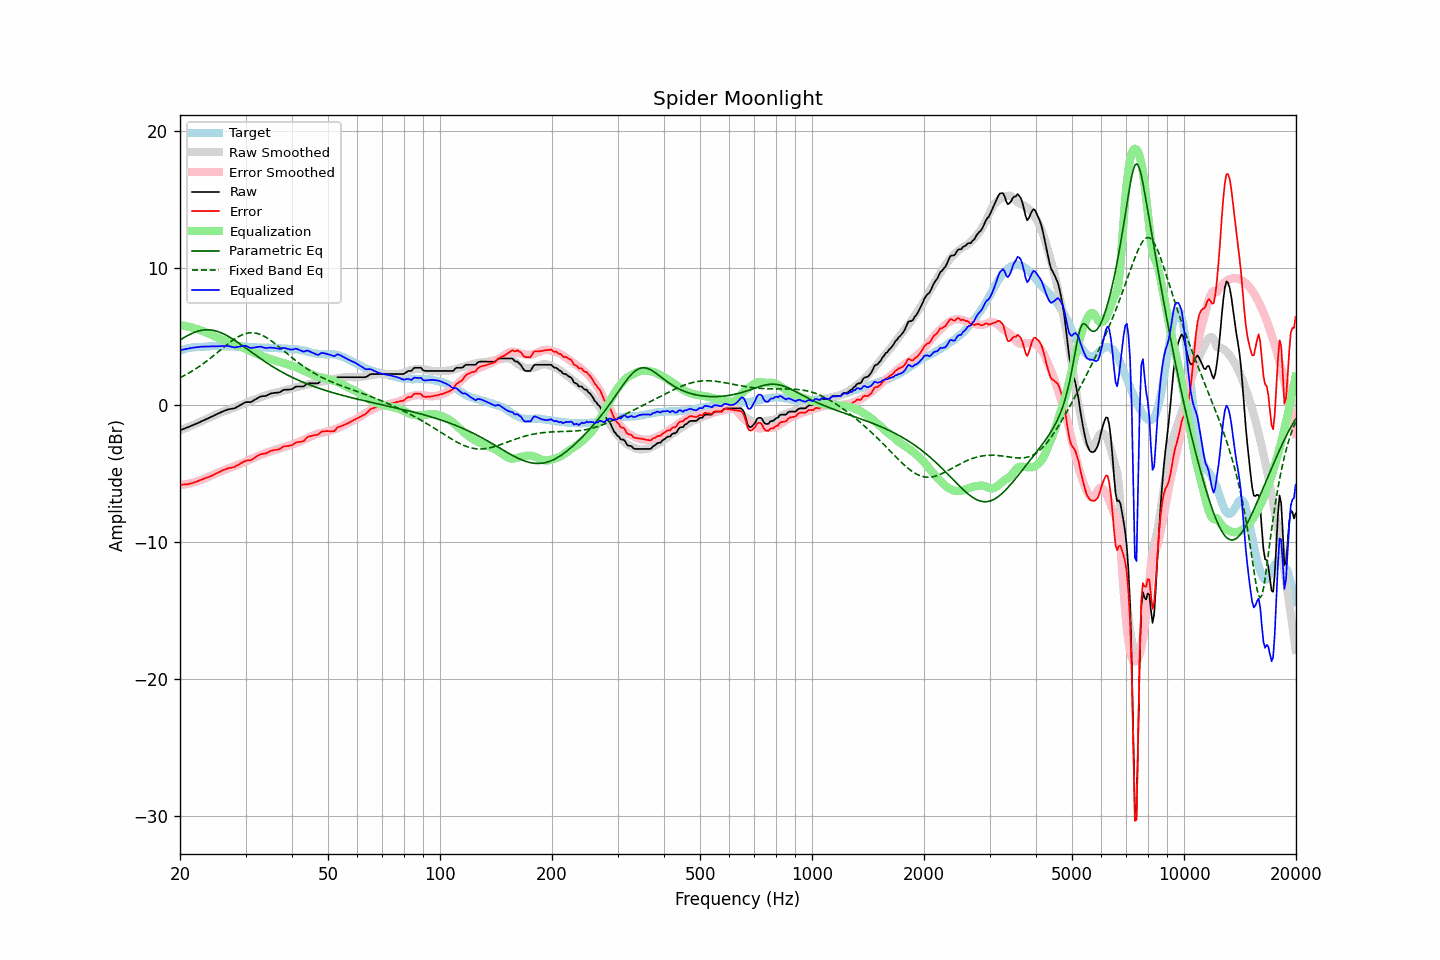 Spider Moonlight
Target
Raw Smoothed
Error Smoothed
Raw
Error
Equalization
Parametric Eq
Fixed Band Eq
Equalized
20
10
0
−10
−20
−30
Amplitude (dBr)
20
50
100
200
500
1000
2000
5000
10000
20000
Frequency (Hz)